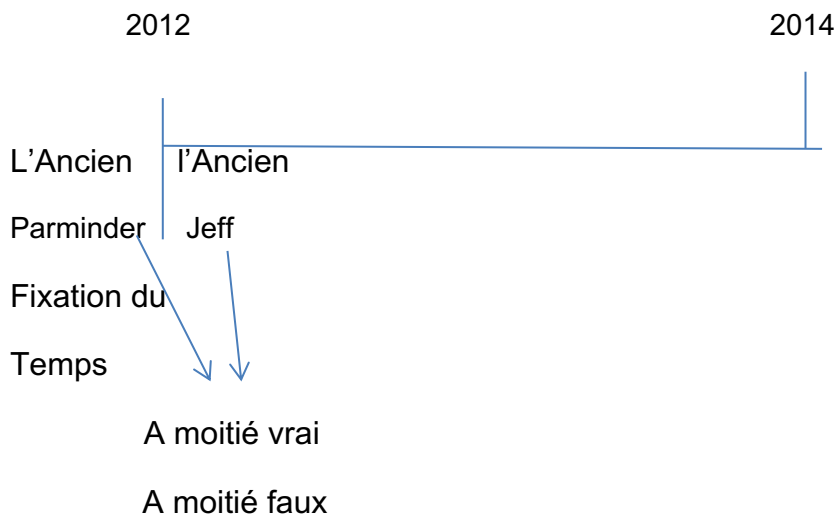 2012 2014
L’Ancien l’Ancien
Parminder Jeff
Fixation du
Temps
A moitié vrai
A moitié faux